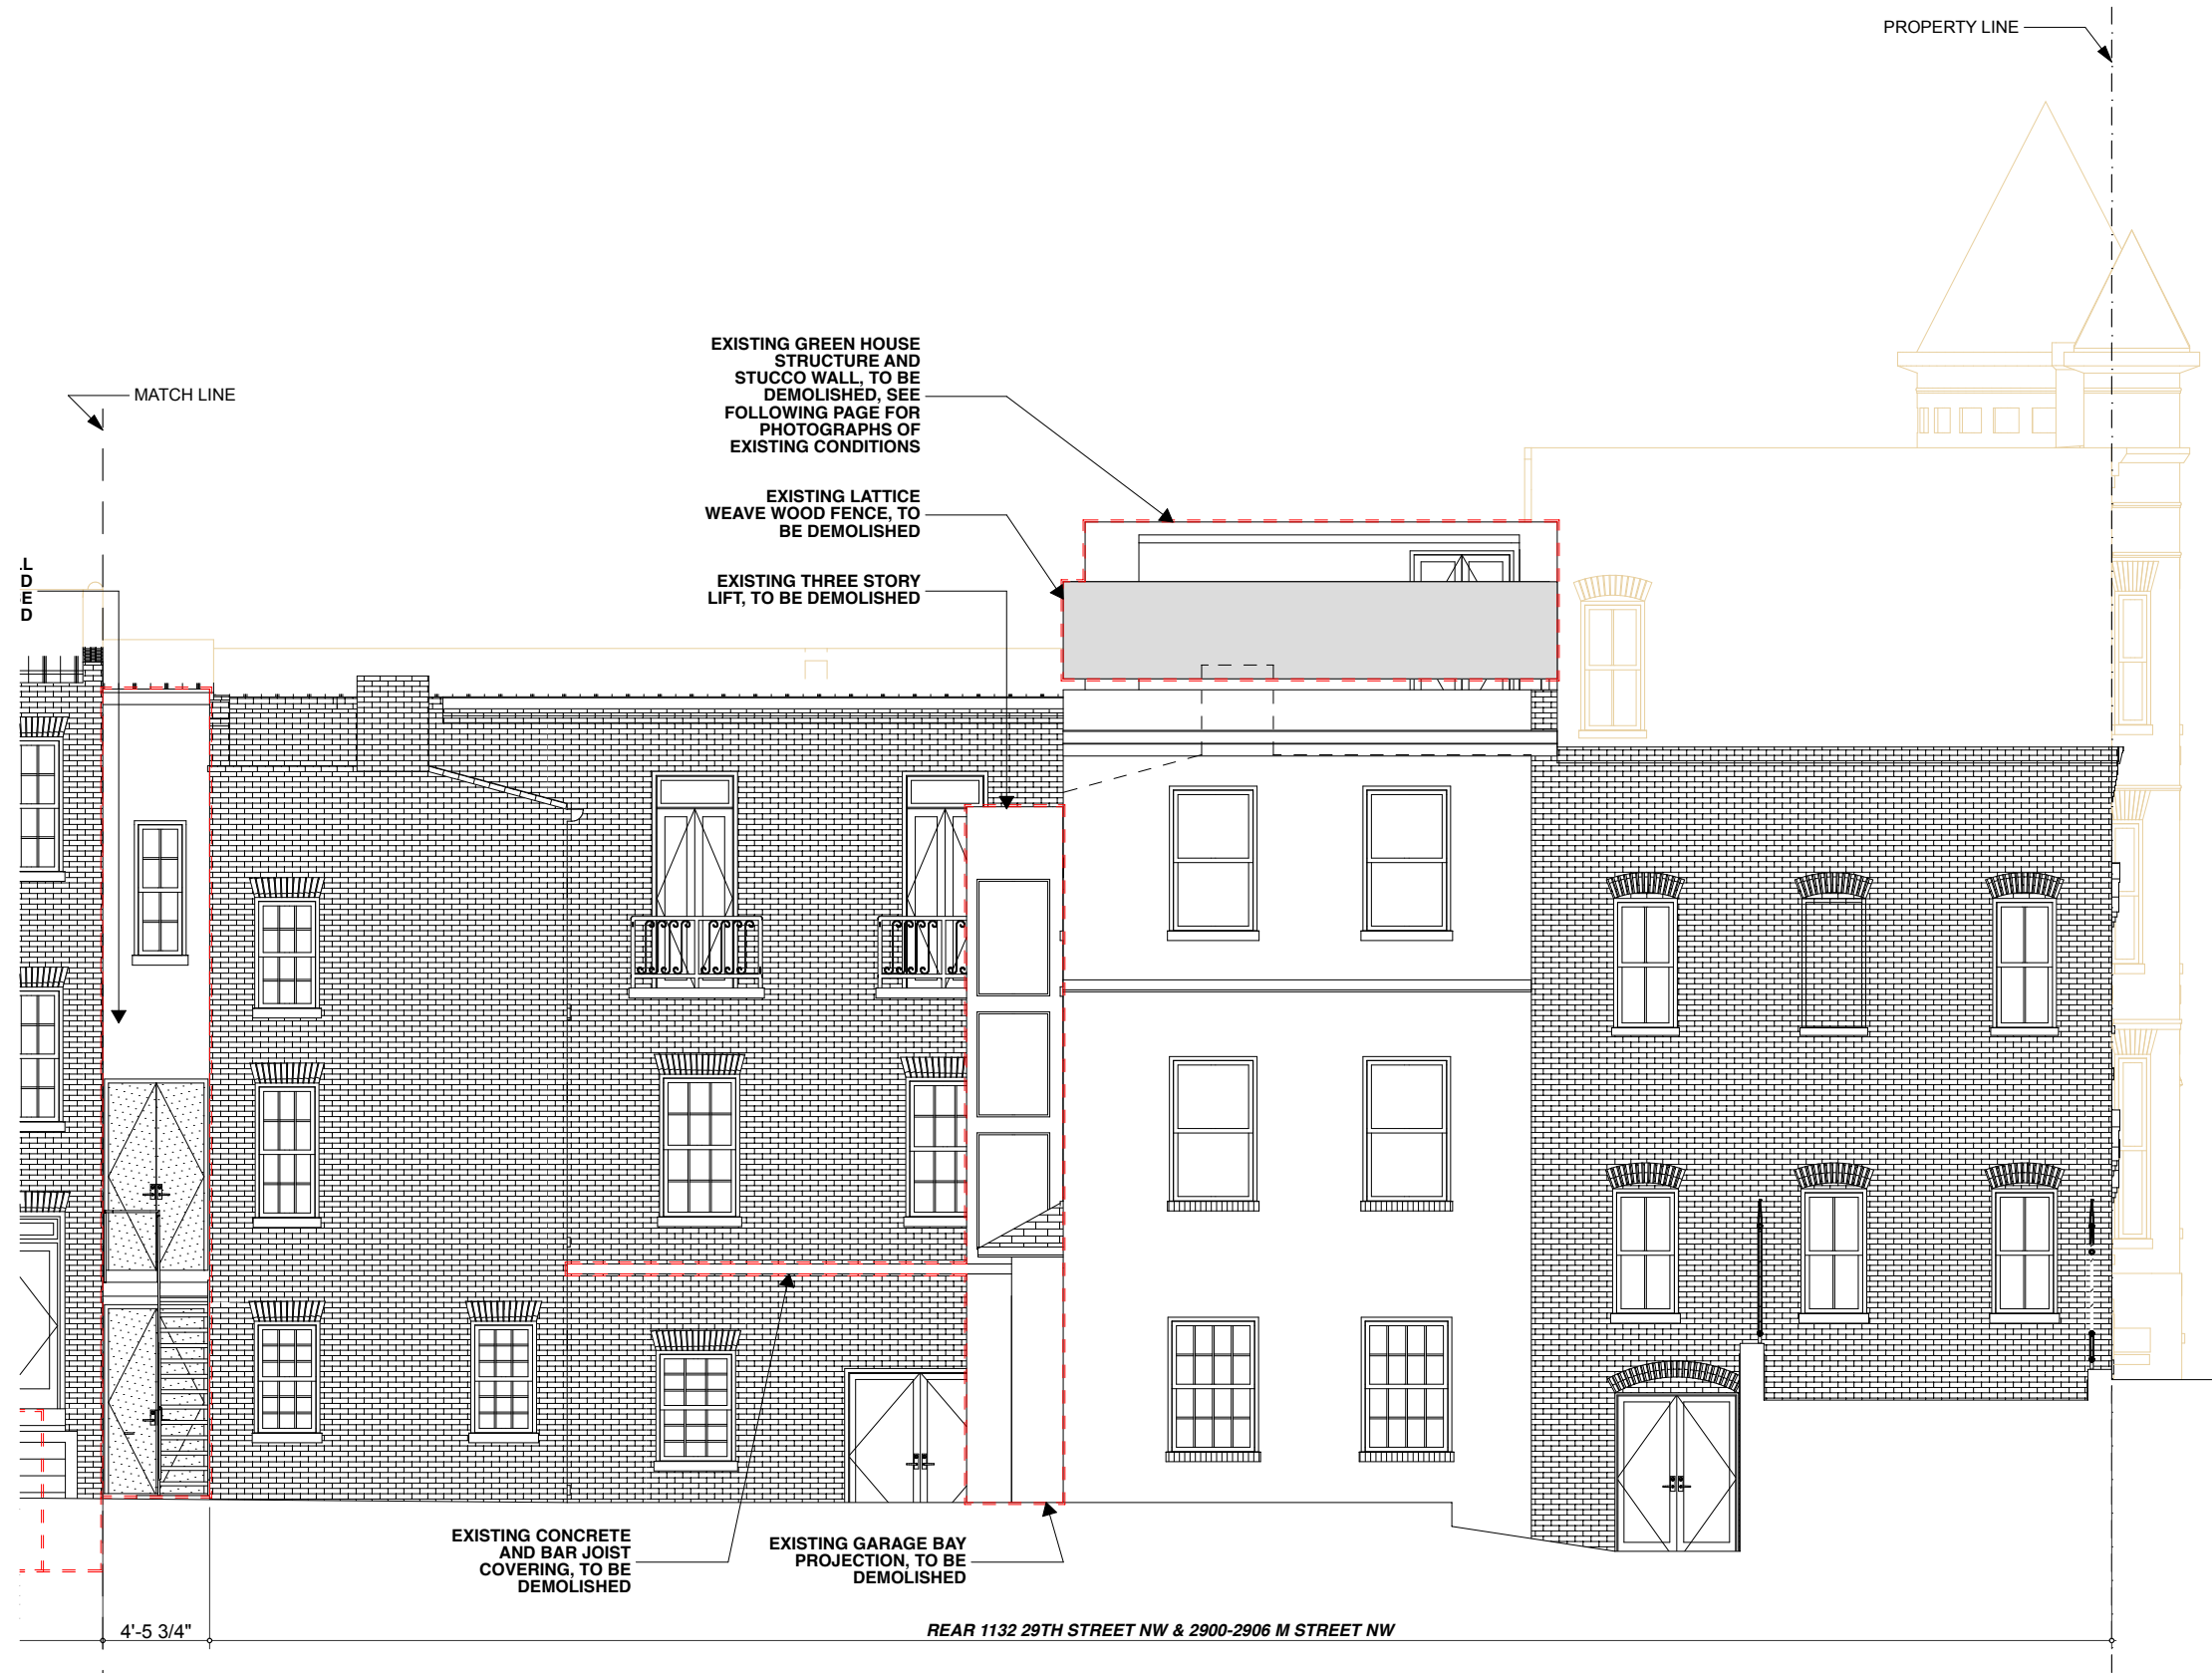 PROPERTY LINE
EXISTING GREEN HOUSE
STRUCTURE AND
STUCCO WALL, TO BE
DEMOLISHED, SEE
FOLLOWING PAGE FOR
PHOTOGRAPHS OF
EXISTING CONDITIONS
MATCH LINE
EXISTING LATTICE
WEAVE WOOD FENCE, TO
BE DEMOLISHED
EXISTING THREE STORY
LIFT, TO BE DEMOLISHED
L
D
E
D
EXISTING CONCRETE
AND BAR JOIST
COVERING, TO BE
DEMOLISHED
EXISTING GARAGE BAY
PROJECTION, TO BE
DEMOLISHED
4'-5 3/4"
REAR 1132 29TH STREET NW & 2900-2906 M STREET NW